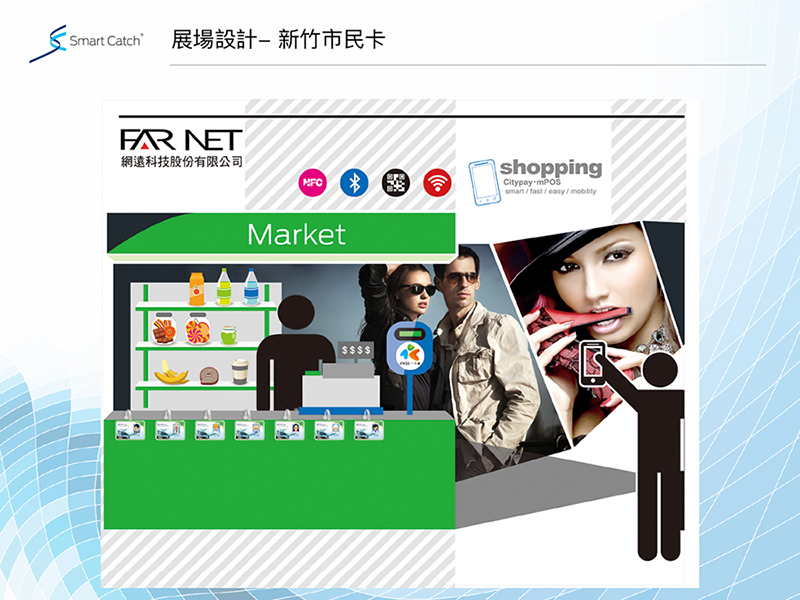 Smart Catch®
展場設計– 新竹市民卡
FAR NET
網遠科技股份有限公司
NFC
shopping
Citypay·mPOS
smart / fast / easy / mobility
Market
$$$$